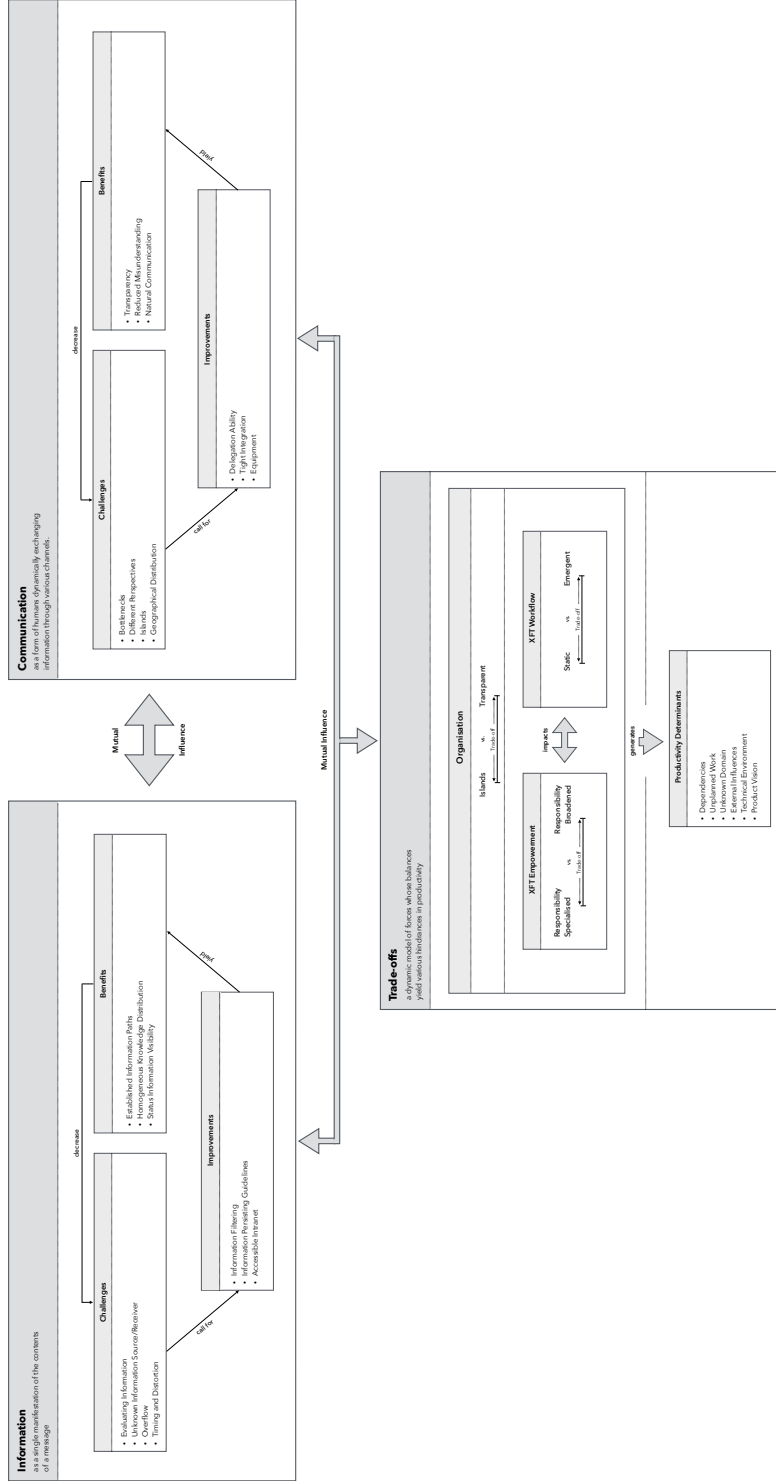 Information
as a single manifestation of the contents
of a message
Challenges
• Evaluating Information
• Unknown Information Source/Receiver
• Overflow
• Timing and Distortion
decrease
Benefits
• Established Information Paths
• Homogeneous Knowledge Distribution
• Status Information Visibility
call for
Improvements
• Information Filtering
• Information Persisting Guidelines
• Accessible Intranet
yield
Mutual
Influence
Communication
as a form of humans dynamically exchanging
information through various channels.
Challenges
• Bottlenecks
• Different Perspectives
• Islands
• Geographical Distribution
decrease
Benefits
• Transparency
• Reduced Misunderstanding
• Natural Communication
call for
Improvements
• Delegation Ability
• Tight Integration
• Equipment
yield
Mutual Influence
Trade-offs
a dynamic model of forces whose balances
yield various hindrances in productivity
Organisation
Islands vs. Transparent
Trade off
XFT Empowerment
Responsibility Specialised vs Responsibility Broadened
Trade off
impacts
XFT Workflow
Static vs Emergent
Trade off
generates
Productivity Determinants
• Dependencies
• Unplanned Work
• Unknown Domain
• External Influences
• Technical Environment
• Product Vision